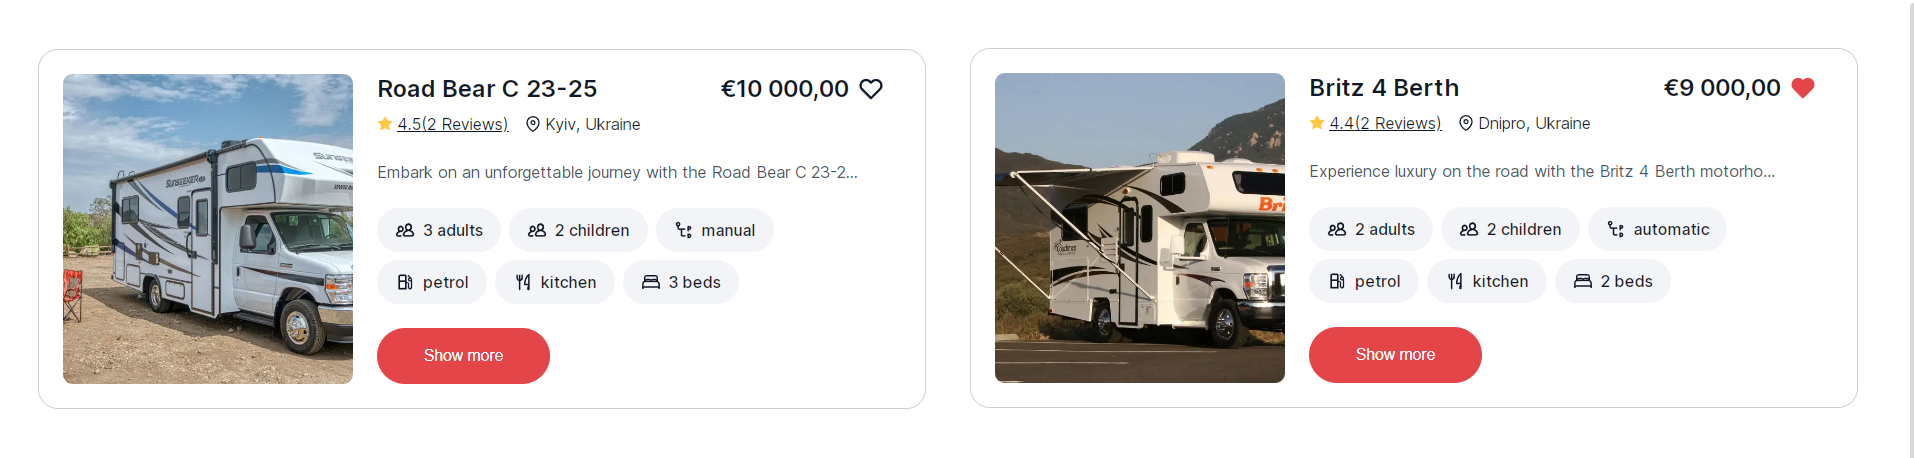 Road Bear C 23-25
€10 000,00
4.5(2 Reviews)
Kyiv, Ukraine
Embark on an unforgettable journey with the Road Bear C 23-2...
3 adults
2 children
manual
petrol
kitchen
3 beds
Show more
SUNSEEKER
Britz 4 Berth
€9 000,00
4.4(2 Reviews)
Dnipro, Ukraine
Experience luxury on the road with the Britz 4 Berth motorho...
2 adults
2 children
automatic
petrol
kitchen
2 beds
Show more
Bri